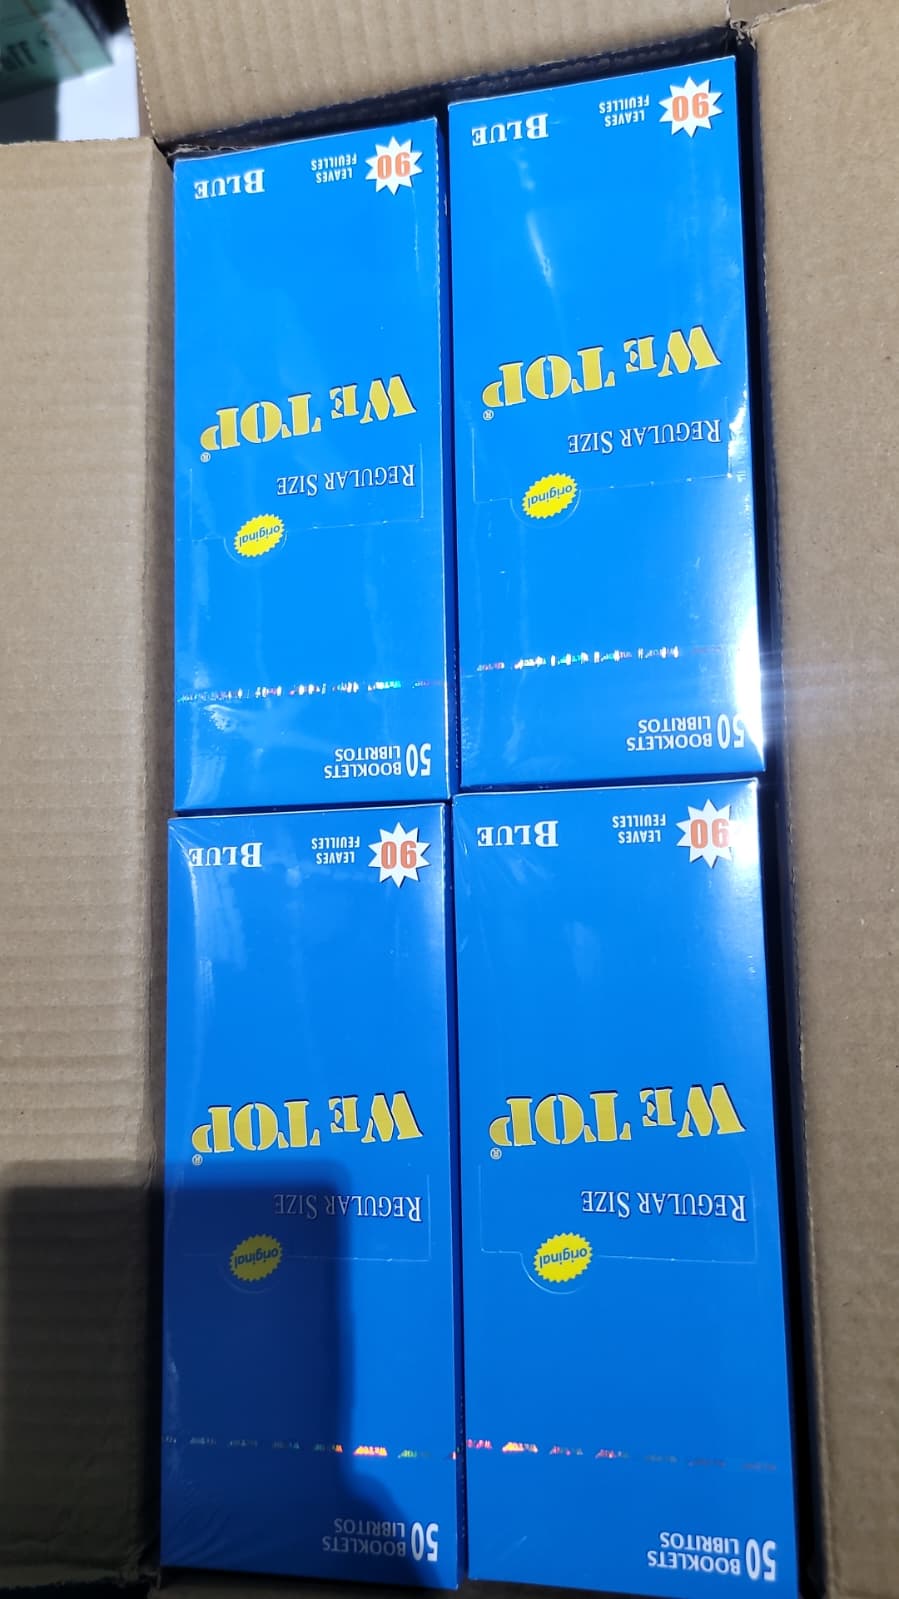 BLUE
LEAVES
FEUILLES
90
WE TOP®
REGULAR SIZE
original
50 BOOKLETS
LIBRITOS
BLUE
LEAVES
FEUILLES
90
WE TOP®
REGULAR SIZE
original
50 BOOKLETS
LIBRITOS
BLUE
LEAVES
FEUILLES
90
WE TOP®
REGULAR SIZE
original
WETOP
50 BOOKLETS
LIBRITOS
BLUE
LEAVES
FEUILLES
90
WE TOP®
REGULAR SIZE
original
WETOP
50 BOOKLETS
LIBRITOS